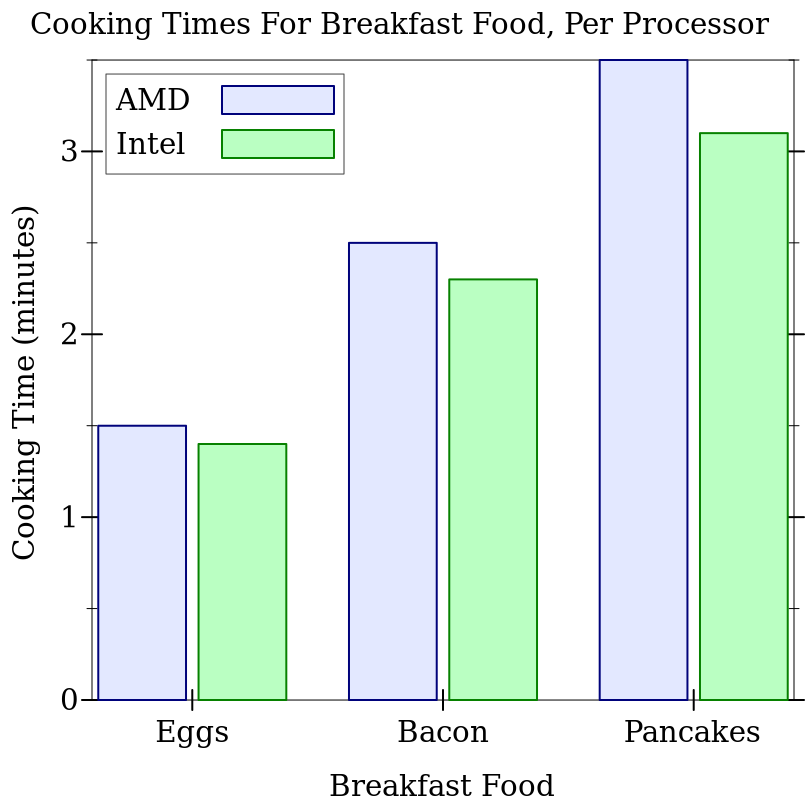 Cooking Times For Breakfast Food, Per Processor
AMD
Intel
3
2
1
0
Cooking Time (minutes)
Eggs Bacon Pancakes
Breakfast Food